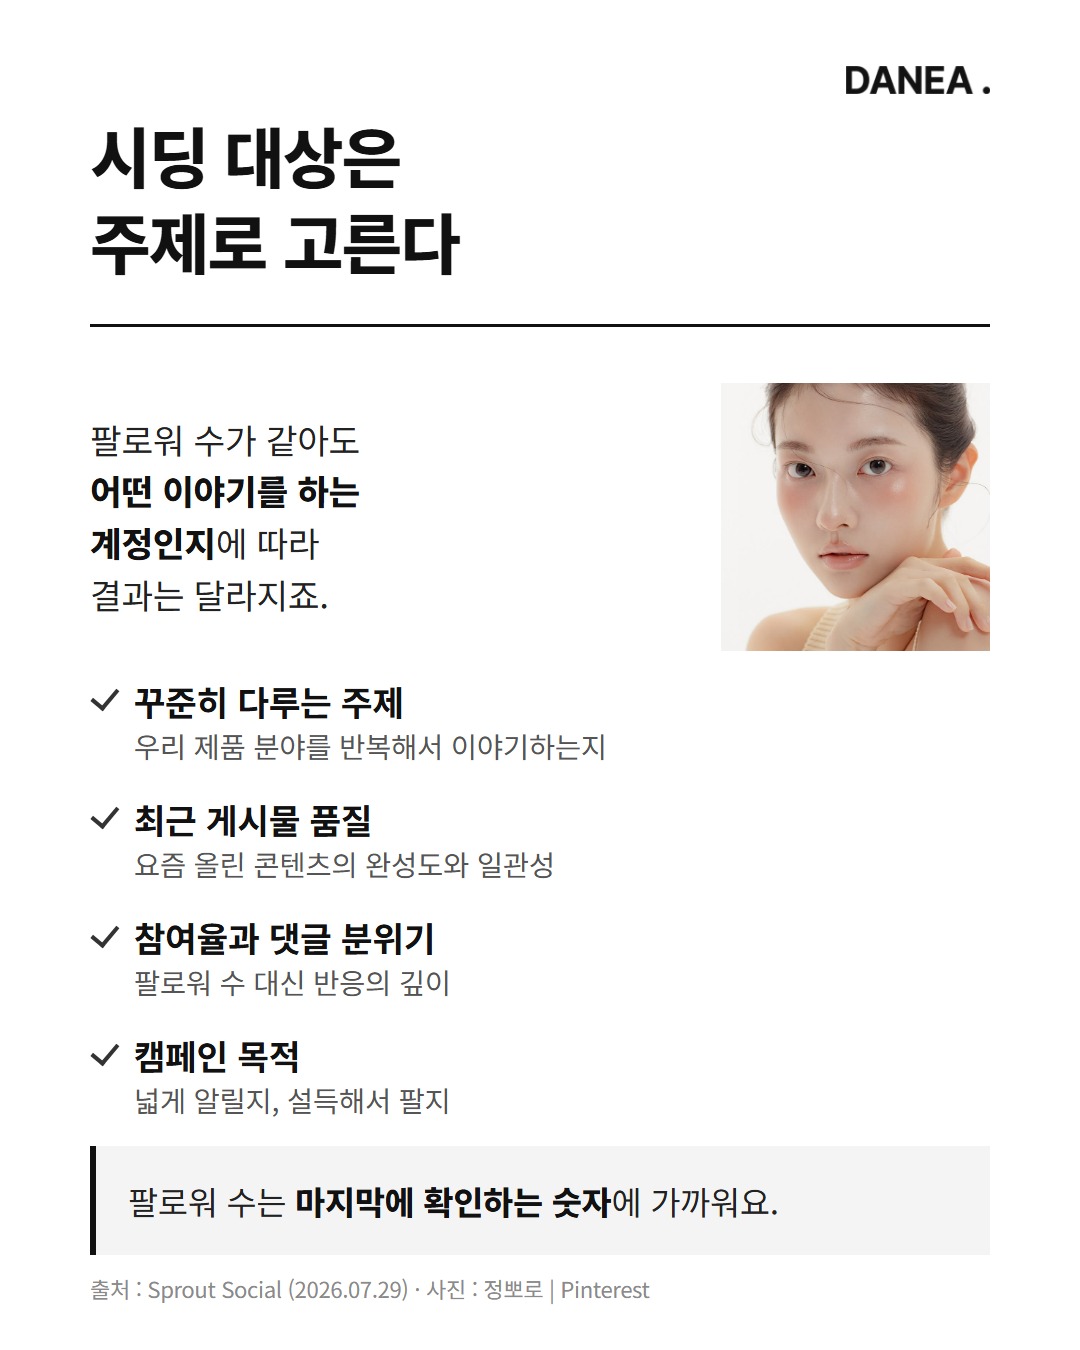 DANEA .
시딩 대상은
주제로 고른다
팔로워 수가 같아도
어떤 이야기를 하는
계정인지에 따라
결과는 달라지죠.
꾸준히 다루는 주제
우리 제품 분야를 반복해서 이야기하는지
최근 게시물 품질
요즘 올린 콘텐츠의 완성도와 일관성
참여율과 댓글 분위기
팔로워 수 대신 반응의 깊이
캠페인 목적
넓게 알릴지, 설득해서 팔지
팔로워 수는 마지막에 확인하는 숫자에 가까워요.
출처 : Sprout Social (2026.07.29) · 사진 : 정뽀로 | Pinterest